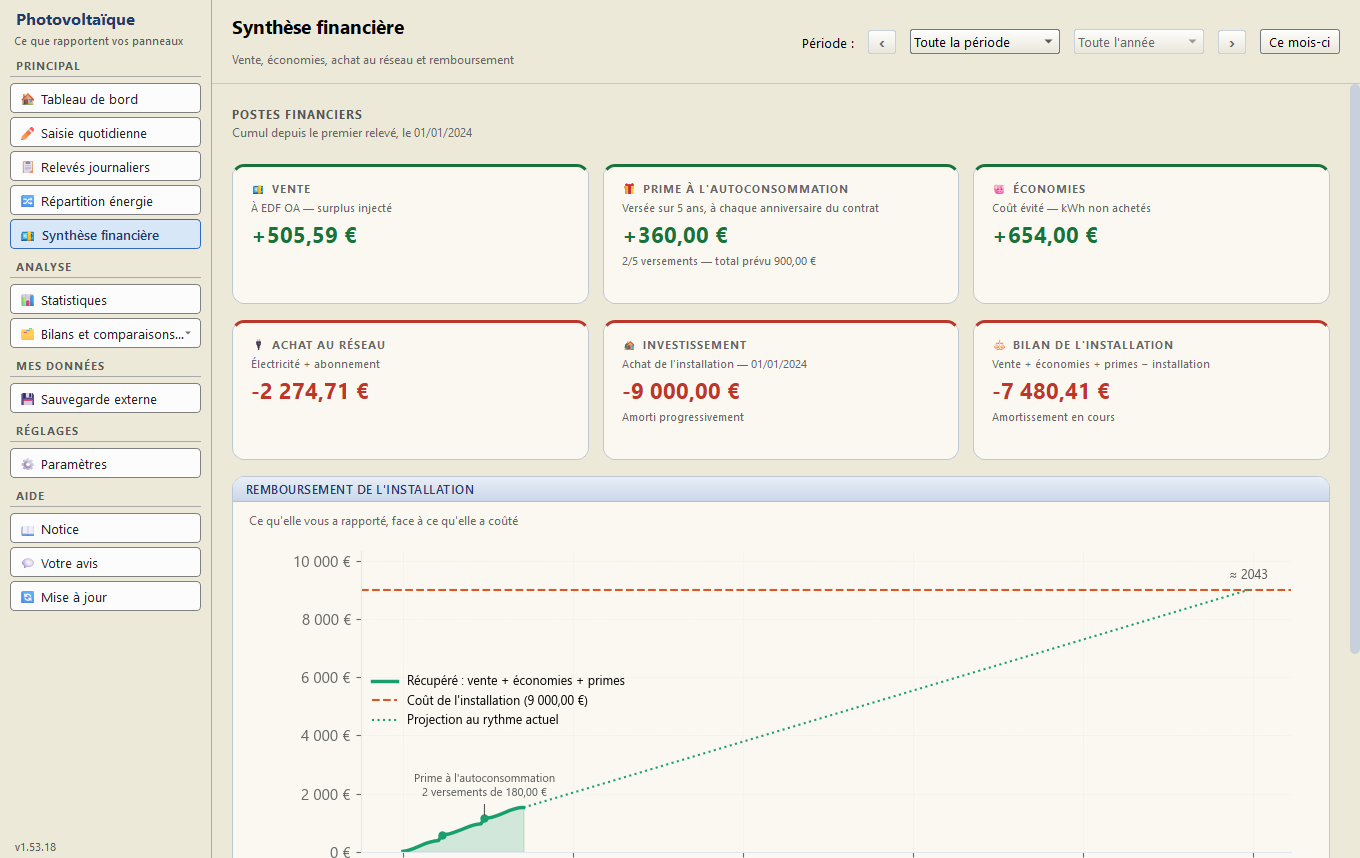 Photovoltaïque
Ce que rapportent vos panneaux
PRINCIPAL
Tableau de bord
Saisie quotidienne
Relevés journaliers
Répartition énergie
Synthèse financière
ANALYSE
Statistiques
Bilans et comparaisons...
MES DONNÉES
Sauvegarde externe
RÉGLAGES
Paramètres
AIDE
Notice
Votre avis
Mise à jour
v1.53.18
Synthèse financière
Vente, économies, achat au réseau et remboursement
Période :
‹
Toute la période
Toute l'année
›
Ce mois-ci
POSTES FINANCIERS
Cumul depuis le premier relevé, le 01/01/2024
VENTE
À EDF OA — surplus injecté
+505,59 €
PRIME À L'AUTOCONSOMMATION
Versée sur 5 ans, à chaque anniversaire du contrat
+360,00 €
2/5 versements — total prévu 900,00 €
ÉCONOMIES
Coût évité — kWh non achetés
+654,00 €
ACHAT AU RÉSEAU
Électricité + abonnement
-2 274,71 €
INVESTISSEMENT
Achat de l'installation — 01/01/2024
-9 000,00 €
Amorti progressivement
BILAN DE L'INSTALLATION
Vente + économies + primes − installation
-7 480,41 €
Amortissement en cours
REMBOURSEMENT DE L'INSTALLATION
Ce qu'elle vous a rapporté, face à ce qu'elle a coûté
10 000 €
≈ 2043
8 000 €
6 000 €
Récupéré : vente + économies + primes
Coût de l'installation (9 000,00 €)
Projection au rythme actuel
4 000 €
Prime à l'autoconsommation
2 versements de 180,00 €
2 000 €
0 €